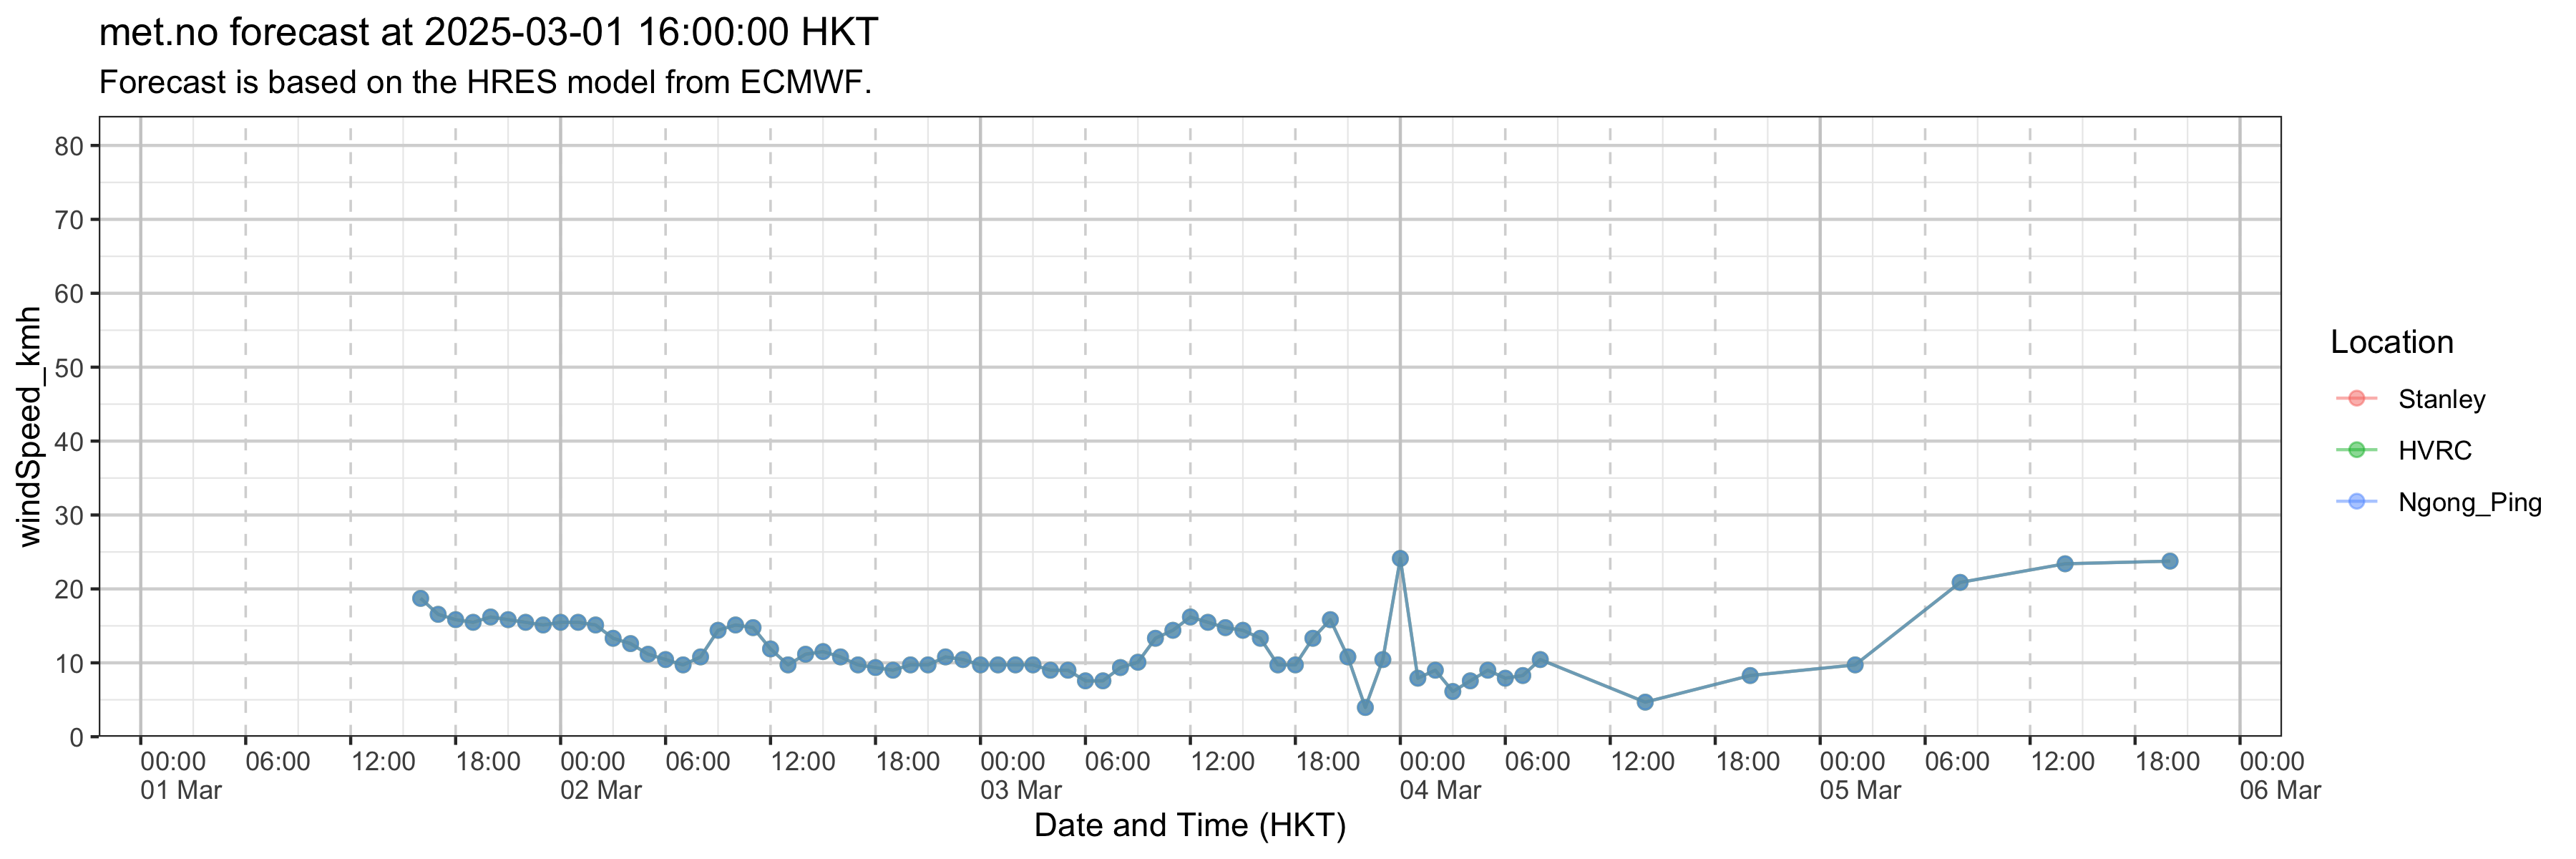 met.no forecast at 2025-03-01 16:00:00 HKT
Forecast is based on the HRES model from ECMWF.
windSpeed_kmh
80
70
60
50
40
30
20
10
0
00:00 06:00 12:00 18:00 00:00 06:00 12:00 18:00 00:00 06:00 12:00 18:00 00:00 06:00 12:00 18:00 00:00 06:00 12:00 18:00 00:00
01 Mar 02 Mar 03 Mar 04 Mar 05 Mar 06 Mar
Date and Time (HKT)
Location
Stanley
HVRC
Ngong_Ping